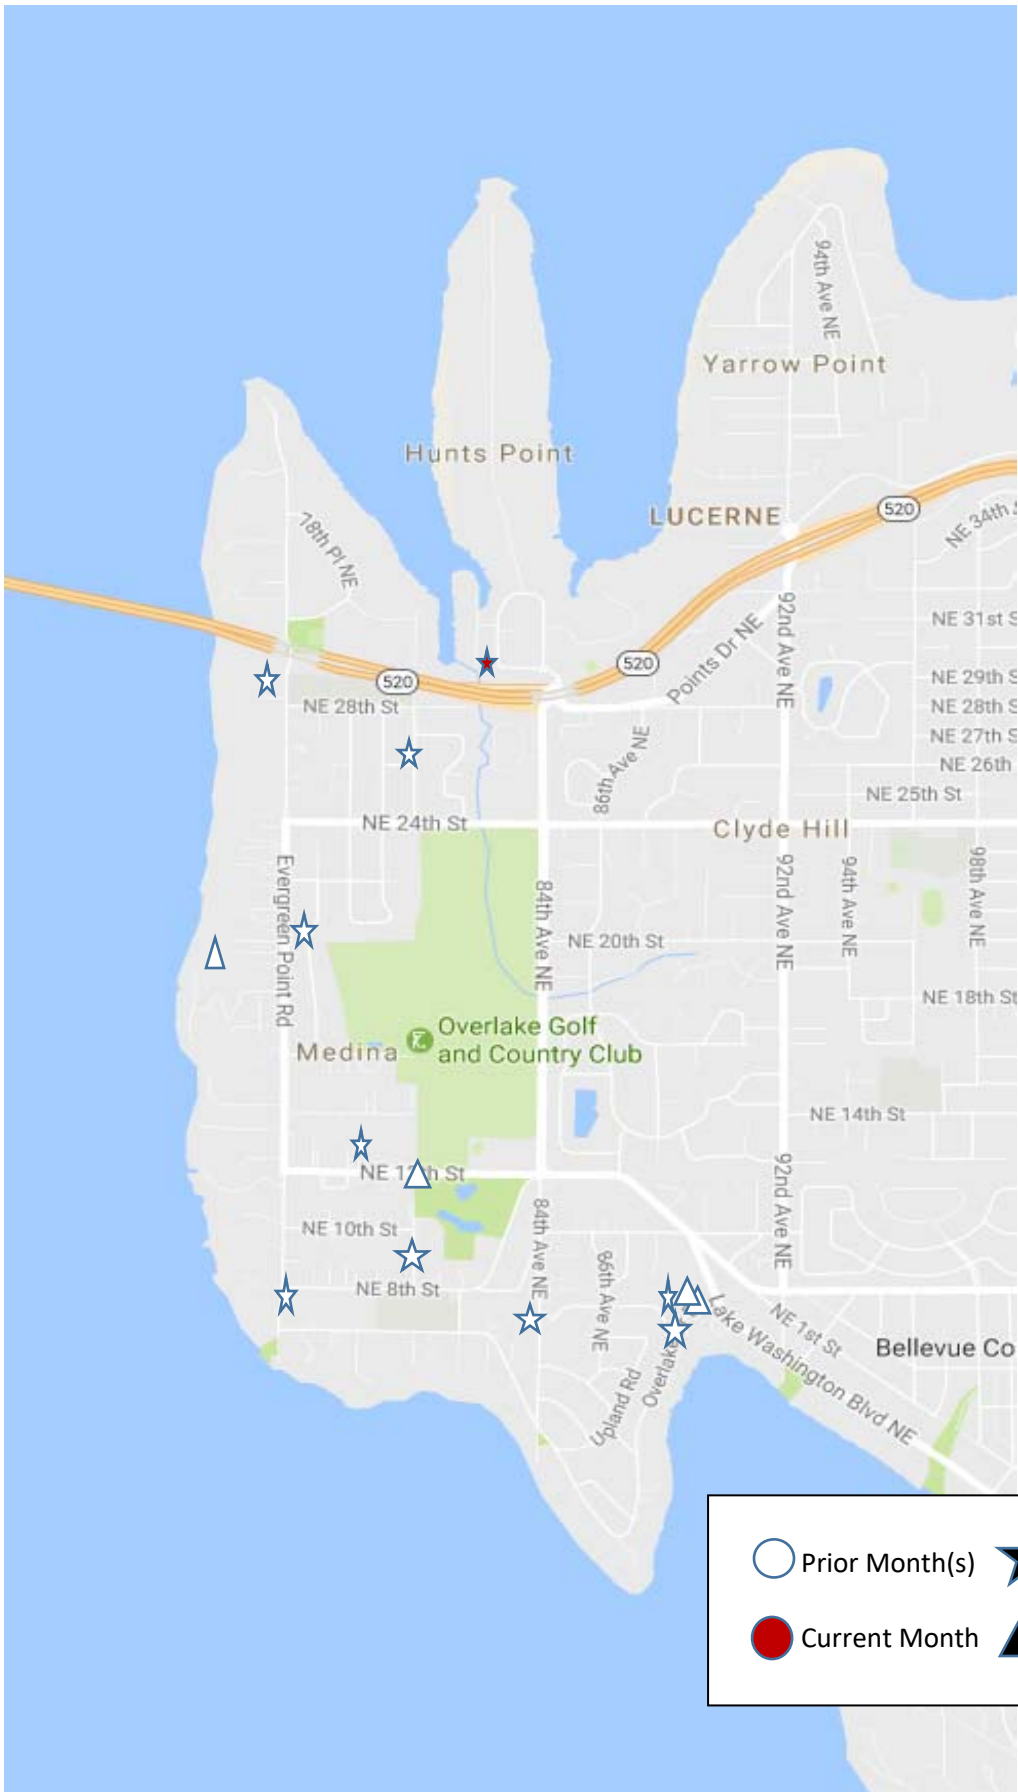 94th Ave NE
Yarrow Point
Hunts Point
LUCERNE
520
NE 34th
78th Pl NE
92nd Ave NE
NE 31st S
Points Dr NE
520
520
NE 29th S
NE 28th St
NE 28th S
NE 27th S
86th Ave NE
NE 26th
NE 25th St
NE 24th St
Clyde Hill
Evergreen Point Rd
84th Ave NE
92nd Ave NE
94th Ave NE
98th Ave NE
NE 20th St
NE 18th St
Overlake Golf
and Country Club
Medina
NE 14th St
NE 12th St
92nd Ave NE
84th Ave NE
NE 10th St
86th Ave NE
NE 8th St
Lake Washington Blvd NE
NE 1st St
Bellevue Co
Overlake
Upland Rd
Prior Month(s)
Current Month